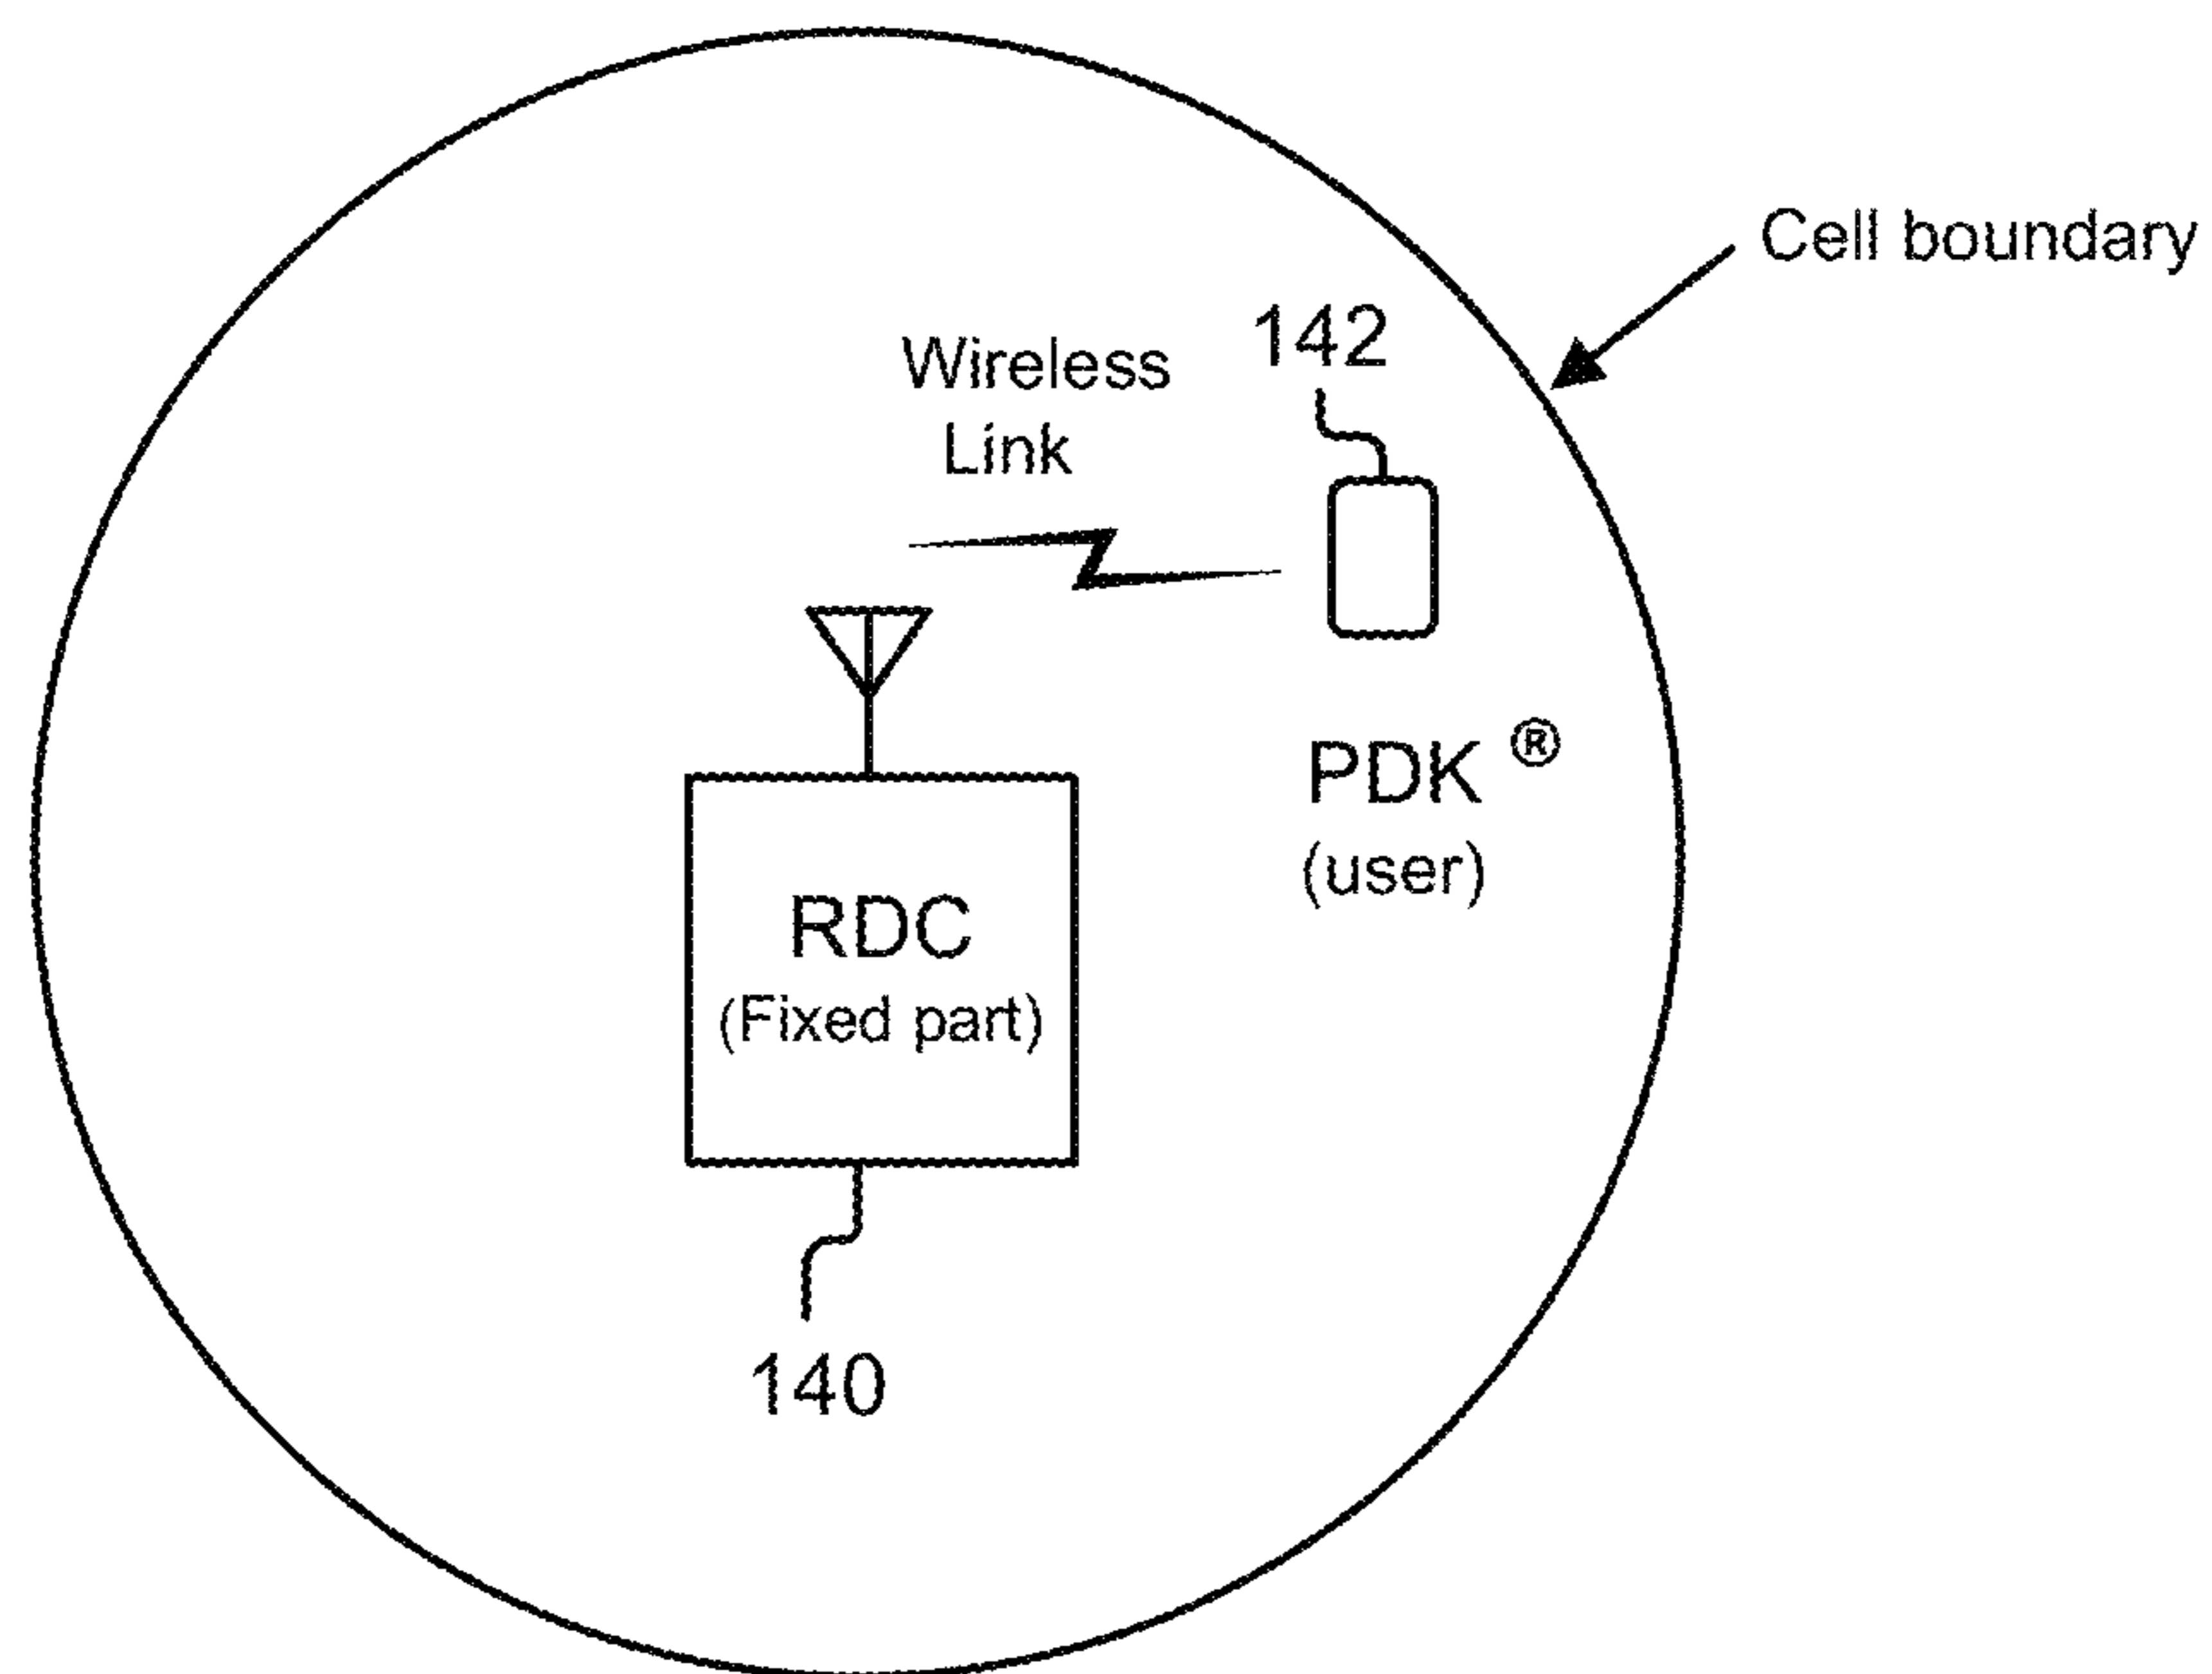 Cell boundary
142
Wireless
Link
PDK ®
(user)
RDC
(Fixed part)
140